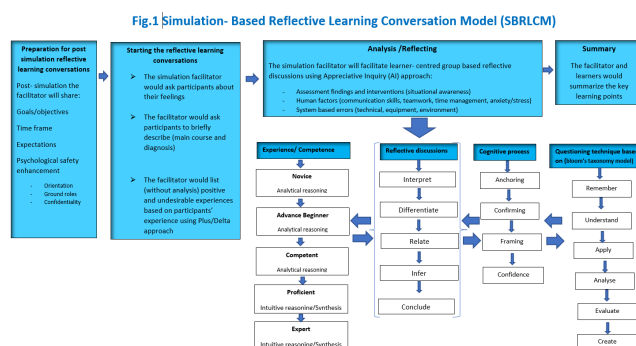 Fig.1 Simulation- Based Reflective Learning Conversation Model (SBRLCM)
Preparation for post
simulation reflective
learning conversations
Post- simulation the
facilitator will share:
Goals/objectives
Time frame
Expectations
Psychological safety
enhancement
- Orientation
- Ground roles
- Confidentiality
Starting the reflective learning
conversations
➤ The simulation facilitator
would ask participants about
their feelings
➤ The facilitator would ask
participants to briefly
describe (main course and
diagnosis)
➤ The facilitator would list
(without analysis) positive
and undesirable experiences
based on participants'
experience using Plus/Delta
approach
Analysis /Reflecting
The simulation facilitator will facilitate learner- centred group based reflective
discussions using Appreciative Inquiry (AI) approach:
- Assessment findings and interventions (situational awareness)
- Human factors (communication skills, teamwork, time management, anxiety/stress)
- System based errors (technical, equipment, environment)
Summary
The facilitator and
learners would
summarize the key
learning points
Experience/ Competence
Novice
Analytical reasoning
Advance Beginner
Analytical reasoning
Competent
Analytical reasoning
Proficient
Intuitive reasoning/Synthesis
Expert
Intuitive reasoning/Synthesis
Reflective discussions
Interpret
Differentiate
Relate
Infer
Conclude
Cognitive process
Anchoring
Confirming
Framing
Confidence
Questioning technique based
on (bloom's taxonomy model)
Remember
Understand
Apply
Analyse
Evaluate
Create